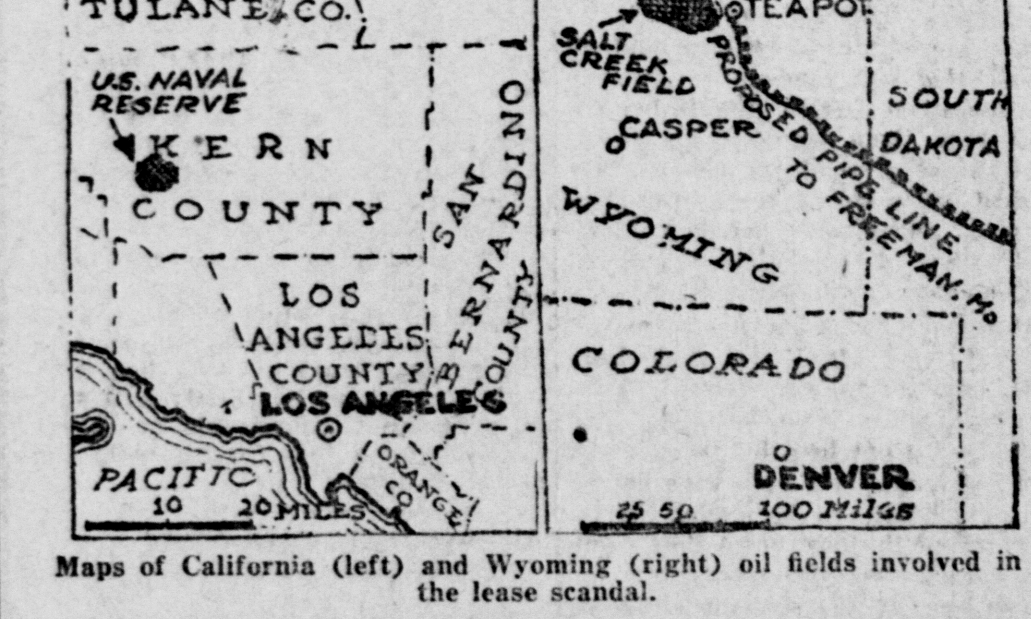 TULANE CO.
U.S. NAVAL
RESERVE
KERN
COUNTY
SAN
BERNARDINO
COUNTY
LOS
ANGELES
COUNTY
LOS ANGELES
ORANGE
CO.
PACIFIC
10 20 MILES
TEAPOT
SALT
CREEK
FIELD
PROPOSED PIPE LINE
TO FREEMAN, MO
CASPER
SOUTH
DAKOTA
WYOMING
COLORADO
DENVER
25 50 100 Miles
Maps of California (left) and Wyoming (right) oil fields involved in
the lease scandal.